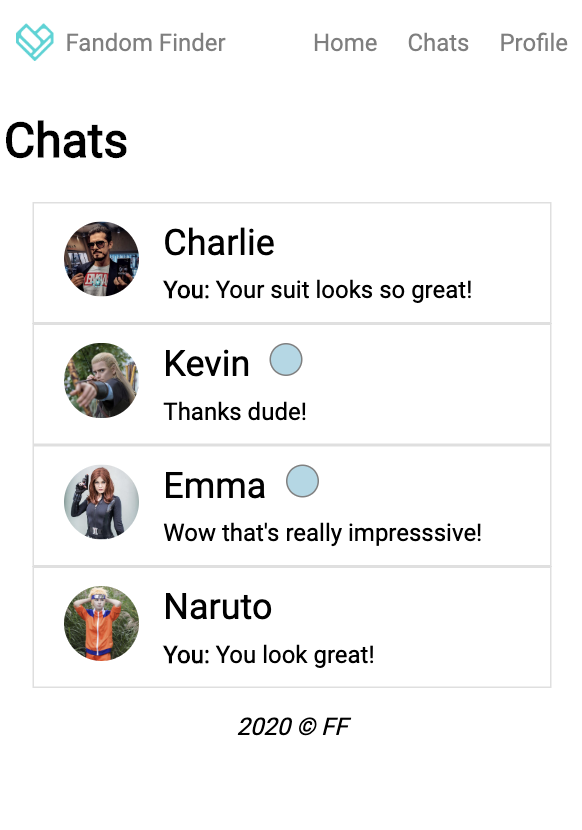 Fandom Finder Home Chats Profile
Chats
Charlie
You: Your suit looks so great!
Kevin
Thanks dude!
Emma
Wow that's really impresssive!
Naruto
You: You look great!
2020 © FF